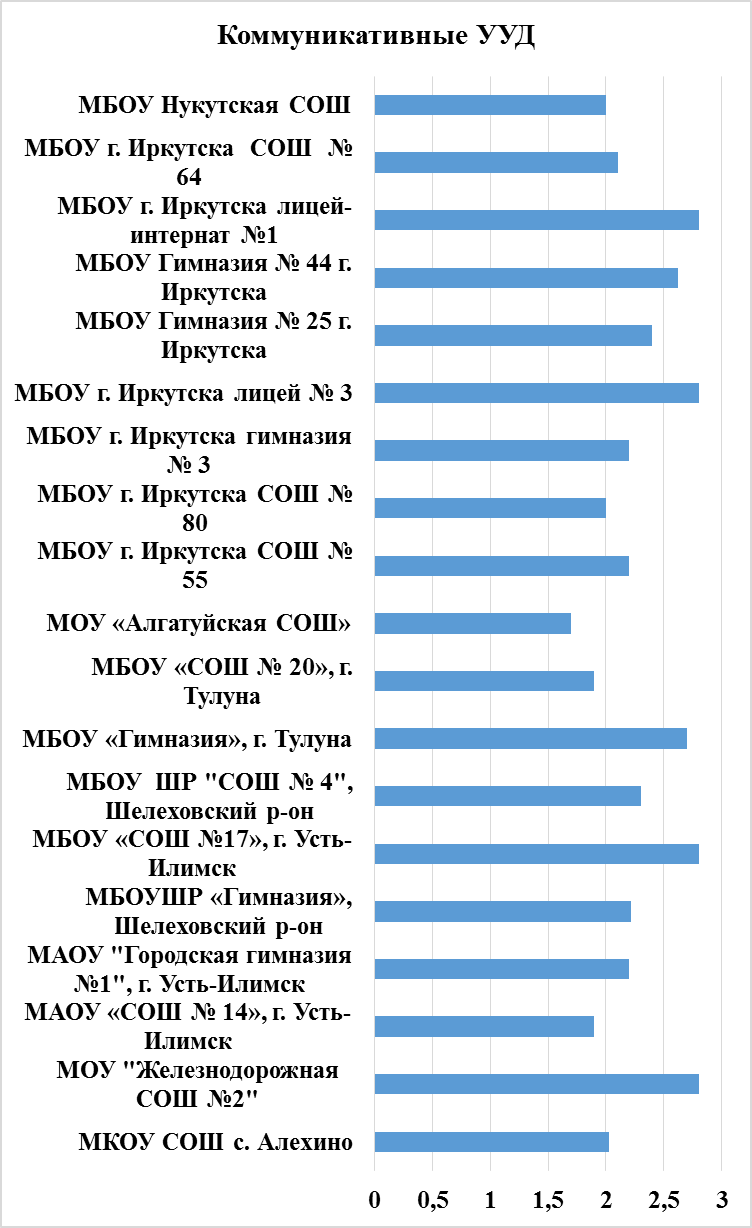 Коммуникативные УУД
МБОУ Нукутская СОШ
МБОУ г. Иркутска СОШ №
64
МБОУ г. Иркутска лицей-
интернат №1
МБОУ Гимназия № 44 г.
Иркутска
МБОУ Гимназия № 25 г.
Иркутска
МБОУ г. Иркутска лицей № 3
МБОУ г. Иркутска гимназия
№ 3
МБОУ г. Иркутска СОШ №
80
МБОУ г. Иркутска СОШ №
55
МОУ «Алгатуйская СОШ»
МБОУ «СОШ № 20», г.
Тулуна
МБОУ «Гимназия», г. Тулуна
МБОУ ШР "СОШ № 4",
Шелеховский р-он
МБОУ «СОШ №17», г. Усть-
Илимск
МБОУШР «Гимназия»,
Шелеховский р-он
МАОУ "Городская гимназия
№1", г. Усть-Илимск
МАОУ «СОШ № 14», г. Усть-
Илимск
МОУ "Железнодорожная
СОШ №2"
МКОУ СОШ с. Алехино
0 0,5 1 1,5 2 2,5 3